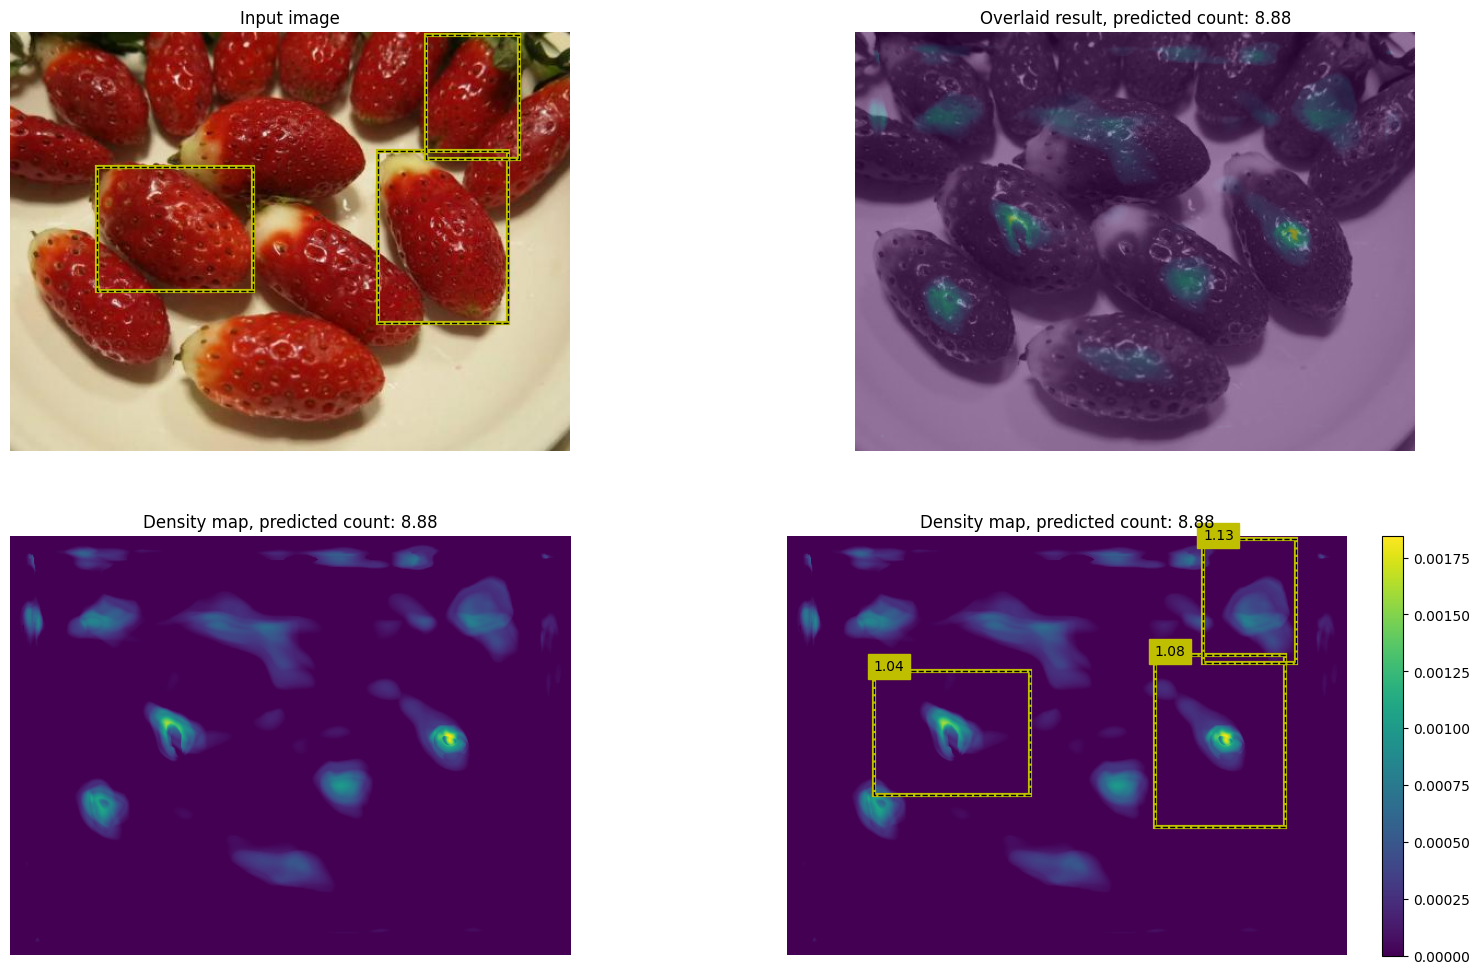 Input image
Overlaid result, predicted count: 8.88
Density map, predicted count: 8.88
Density map, predicted count: 8.88
1.13
1.08
1.04
0.00175
0.00150
0.00125
0.00100
0.00075
0.00050
0.00025
0.00000